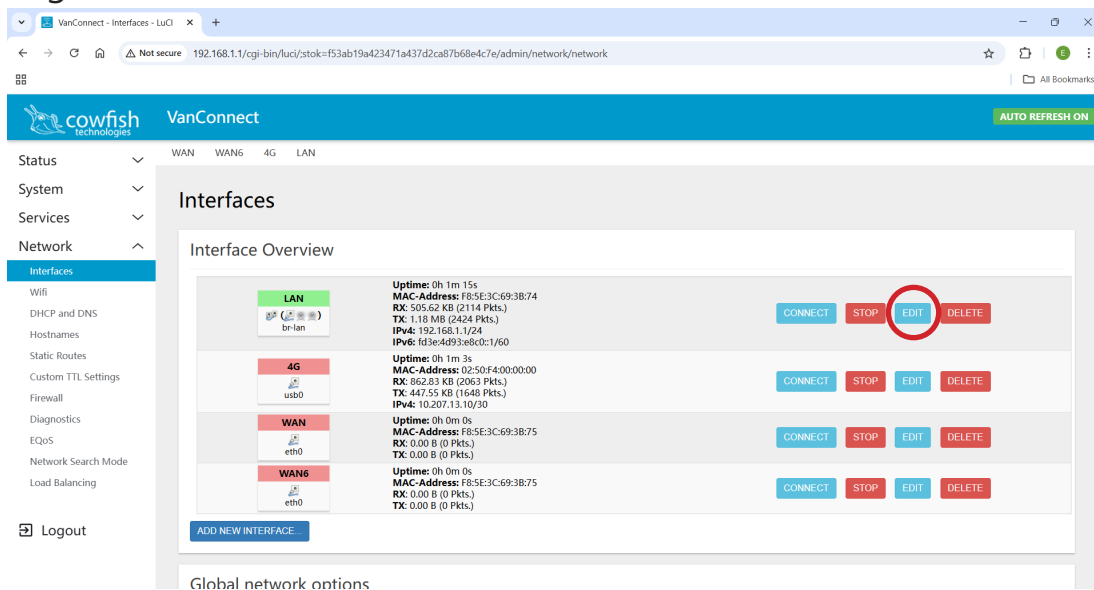 VanConnect - Interfaces - LuCI
Not secure 192.168.1.1/cgi-bin/luci/;stok=f53ab19a423471a437d2ca87b68e4c7e/admin/network/network
E
All Bookmarks
cowfish
technologies
VanConnect
AUTO REFRESH ON
WAN WAN6 4G LAN
Status
System
Services
Network
Interfaces
Wifi
DHCP and DNS
Hostnames
Static Routes
Custom TTL Settings
Firewall
Diagnostics
EQoS
Network Search Mode
Load Balancing
Logout
Interfaces
Interface Overview
LAN
br-lan
Uptime: 0h 1m 15s
MAC-Address: F8:5E:3C:69:3B:74
RX: 505.62 KB (2114 Pkts.)
TX: 1.18 MB (2424 Pkts.)
IPv4: 192.168.1.1/24
IPv6: fd3e:4d93:e8c0::1/60
CONNECT STOP EDIT DELETE
4G
usb0
Uptime: 0h 1m 3s
MAC-Address: 02:50:F4:00:00:00
RX: 862.83 KB (2063 Pkts.)
TX: 447.55 KB (1648 Pkts.)
IPv4: 10.207.13.10/30
CONNECT STOP EDIT DELETE
WAN
eth0
Uptime: 0h 0m 0s
MAC-Address: F8:5E:3C:69:3B:75
RX: 0.00 B (0 Pkts.)
TX: 0.00 B (0 Pkts.)
CONNECT STOP EDIT DELETE
WAN6
eth0
Uptime: 0h 0m 0s
MAC-Address: F8:5E:3C:69:3B:75
RX: 0.00 B (0 Pkts.)
TX: 0.00 B (0 Pkts.)
CONNECT STOP EDIT DELETE
ADD NEW INTERFACE...
Global network options